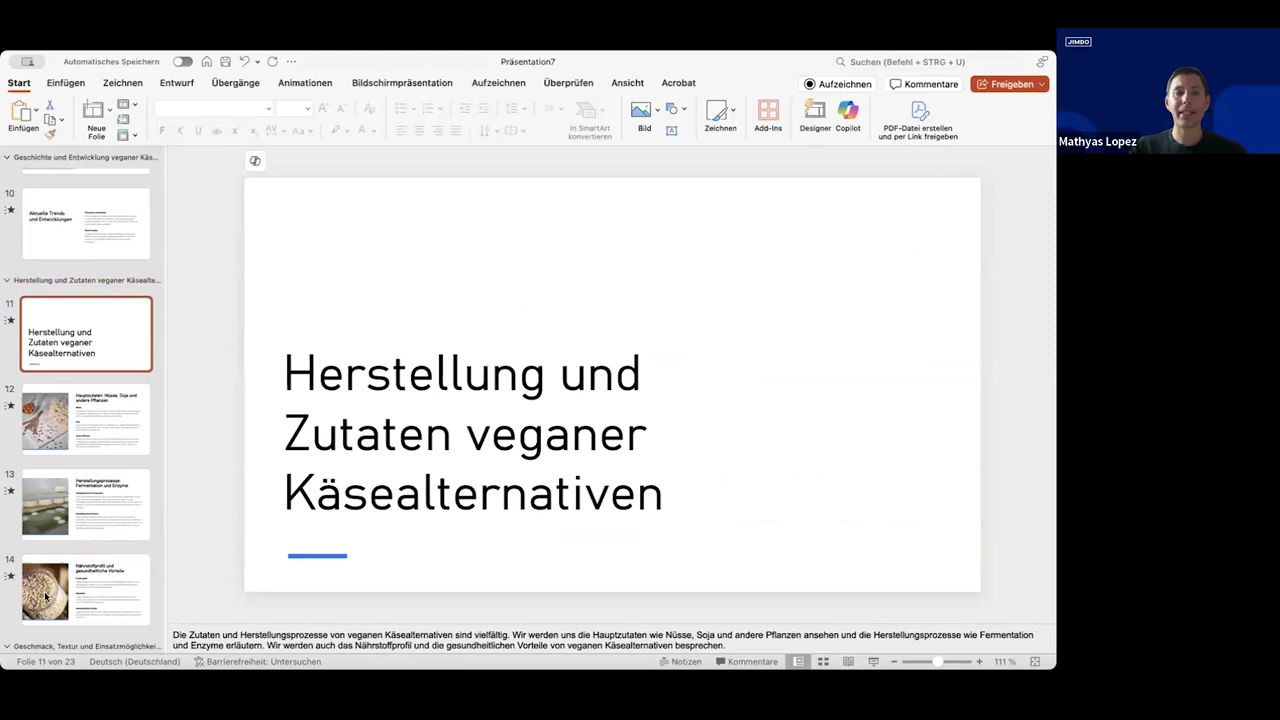 Automatisches Speichern
Präsentation7
Suchen (Befehl + STRG + U)
JIMDO
Start Einfügen Zeichnen Entwurf Übergänge Animationen Bildschirmpräsentation Aufzeichnen Überprüfen Ansicht Acrobat
Aufzeichnen Kommentare Freigeben
Einfügen
Neue
Folie
In SmartArt
konvertieren
Bild
Zeichnen
Add-Ins
Designer
Copilot
PDF-Datei erstellen
und per Link freigeben
Mathyas Lopez
Geschichte und Entwicklung veganer Käs...
10
Aktuelle Trends
und Entwicklungen
Herstellung und Zutaten veganer Käsealte...
11
Herstellung und
Zutaten veganer
Käsealternativen
12
Hauptzutaten: Nüsse, Soja und
andere Pflanzen
13
Herstellungsprozesse:
Fermentation und Enzyme
14
Nährstoffprofil und
gesundheitliche Vorteile
Geschmack, Textur und Einsatzmöglichkei...
Herstellung und
Zutaten veganer
Käsealternativen
Die Zutaten und Herstellungsprozesse von veganen Käsealternativen sind vielfältig. Wir werden uns die Hauptzutaten wie Nüsse, Soja und andere Pflanzen ansehen und die Herstellungsprozesse wie Fermentation
und Enzyme erläutern. Wir werden auch das Nährstoffprofil und die gesundheitlichen Vorteile von veganen Käsealternativen besprechen.
Folie 11 von 23 Deutsch (Deutschland) Barrierefreiheit: Untersuchen
Notizen Kommentare 111 %